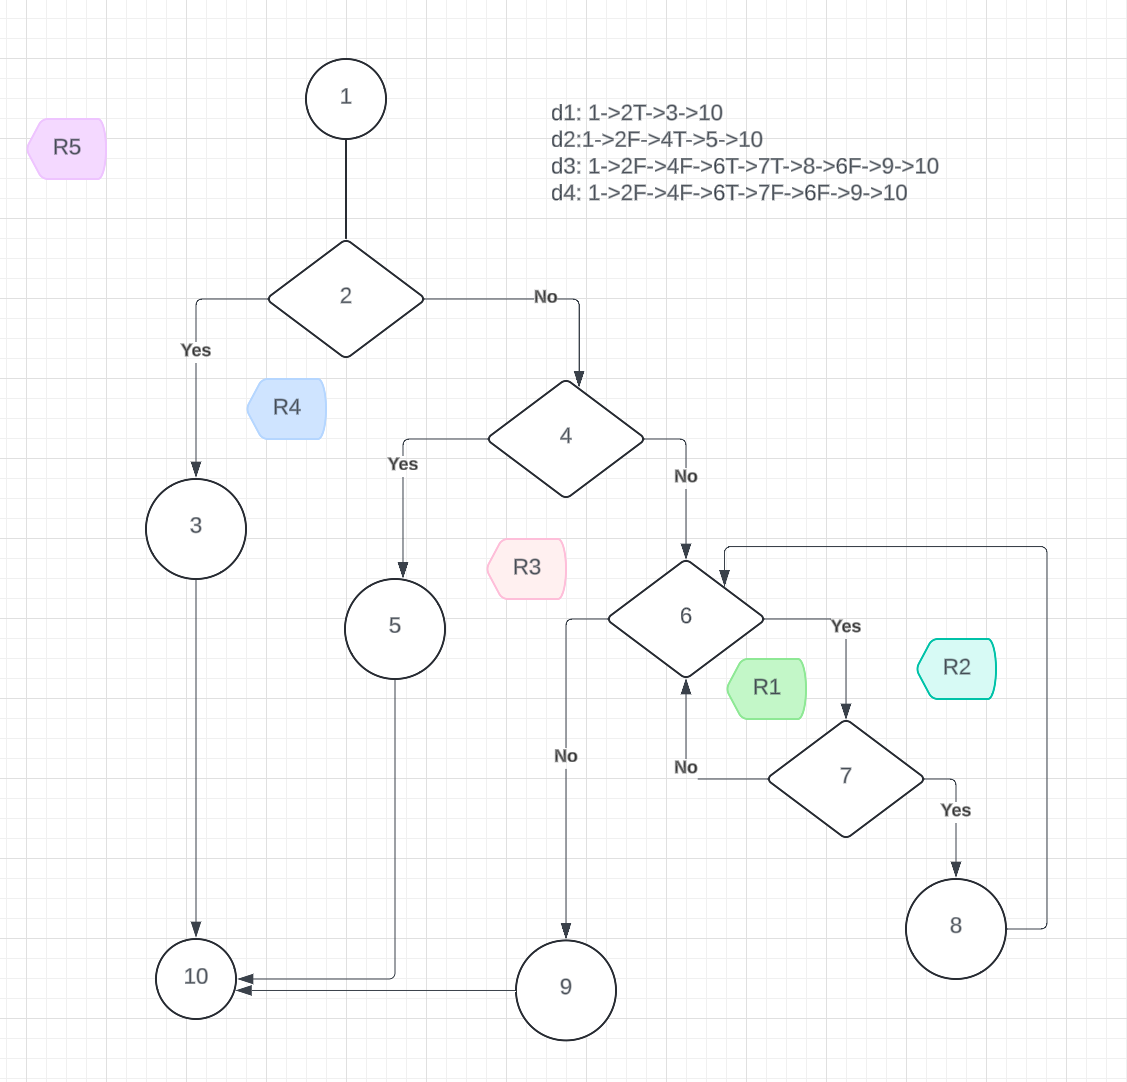 1
R5
d1: 1->2T->3->10
d2:1->2F->4T->5->10
d3: 1->2F->4F->6T->7T->8->6F->9->10
d4: 1->2F->4F->6T->7F->6F->9->10
2
No
Yes
R4
4
Yes
No
3
R3
5
6
Yes
R2
R1
No
No
7
Yes
8
10
9